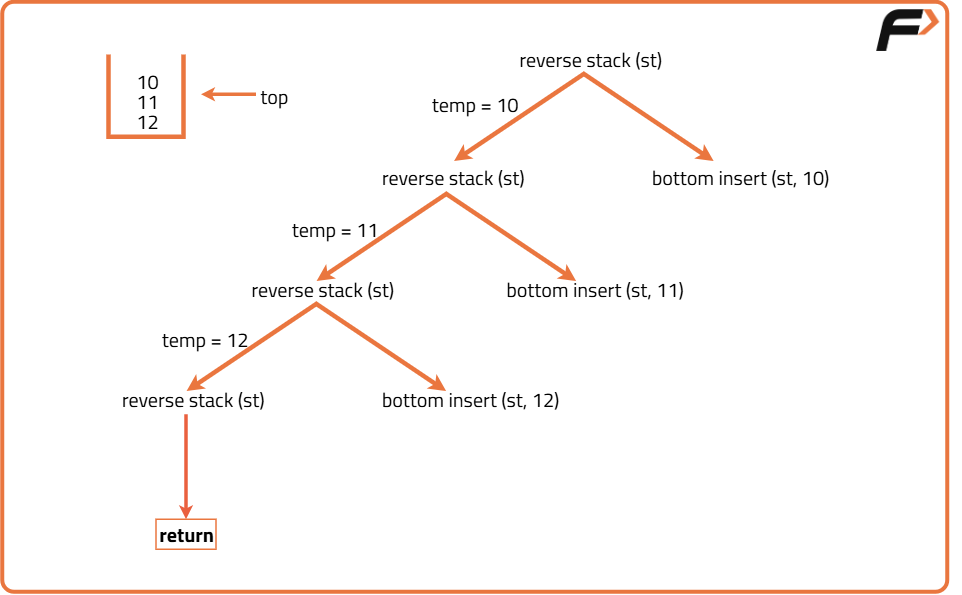 reverse stack (st)
10
11
12
top
temp = 10
reverse stack (st)
bottom insert (st, 10)
temp = 11
reverse stack (st)
bottom insert (st, 11)
temp = 12
reverse stack (st)
bottom insert (st, 12)
return